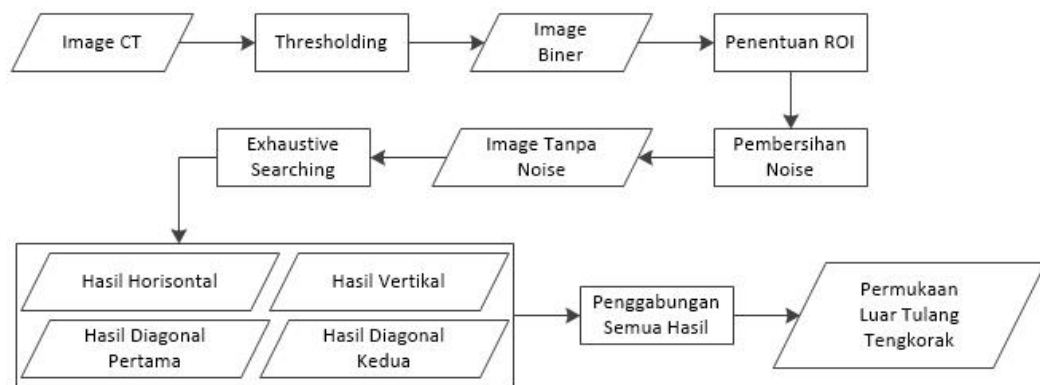 Image CT
Thresholding
Image
Biner
Penentuan ROI
Exhaustive
Searching
Image Tanpa
Noise
Pembersihan
Noise
Hasil Horisontal
Hasil Vertikal
Hasil Diagonal
Pertama
Hasil Diagonal
Kedua
Penggabungan
Semua Hasil
Permukaan
Luar Tulang
Tengkorak